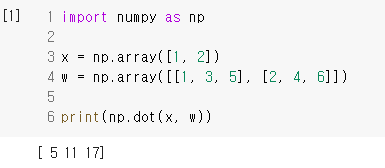 [1] 1 import numpy as np
2
3 x = np.array([1, 2])
4 w = np.array([[1, 3, 5], [2, 4, 6]])
5
6 print(np.dot(x, w))
[ 5 11 17]